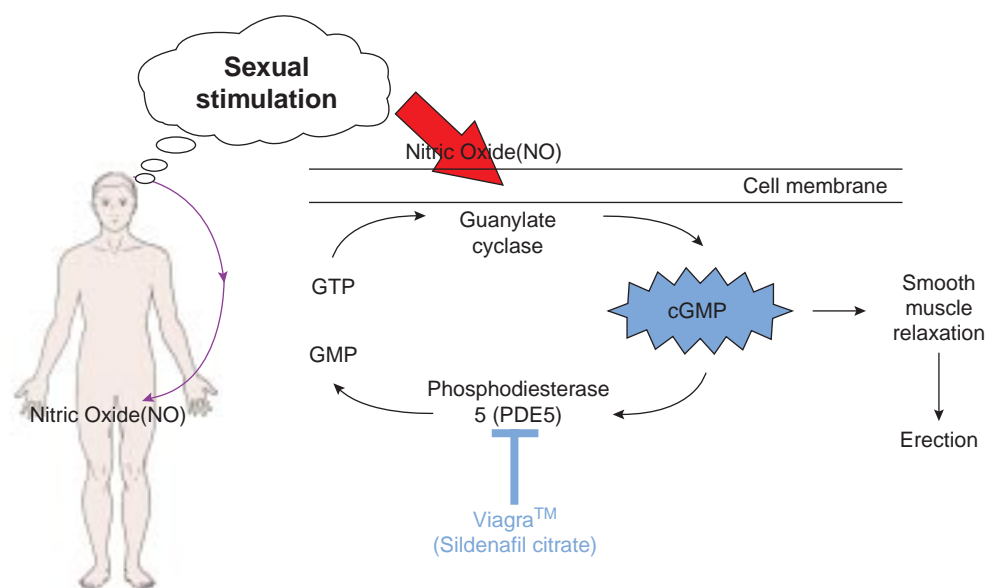 Sexual
stimulation
Nitric Oxide(NO)
Cell membrane
Guanylate
cyclase
GTP
cGMP
Smooth
muscle
relaxation
GMP
Phosphodiesterase
5 (PDE5)
Nitric Oxide(NO)
Erection
Viagra™
(Sildenafil citrate)